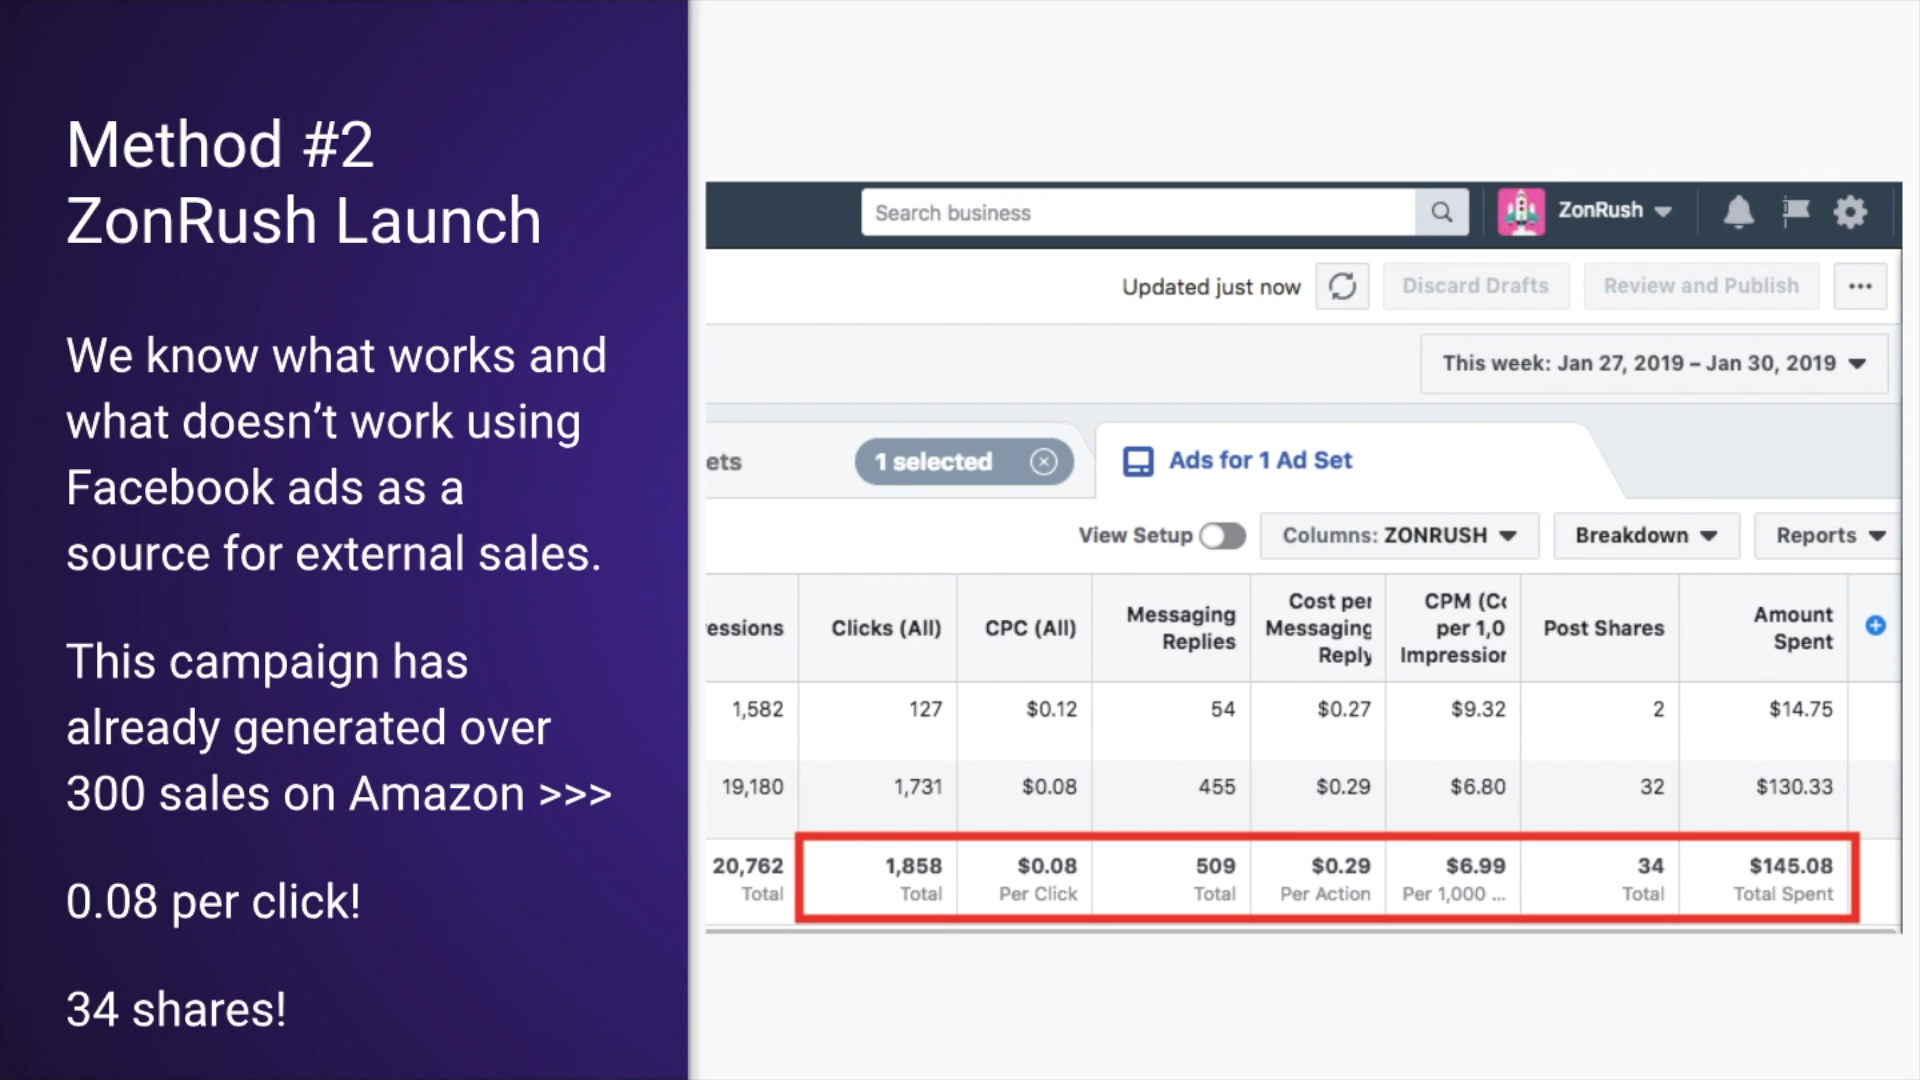 Method #2
ZonRush Launch
We know what works and
what doesn’t work using
Facebook ads as a
source for external sales.
This campaign has
already generated over
300 sales on Amazon >>>
0.08 per click!
34 shares!
Search business
ZonRush
Updated just now
Discard Drafts
Review and Publish
This week: Jan 27, 2019 – Jan 30, 2019
ets
1 selected
Ads for 1 Ad Set
View Setup
Columns: ZONRUSH
Breakdown
Reports
essions
Clicks (All)
CPC (All)
Messaging
Replies
Cost per
Messaging
Reply
CPM (Co
per 1,0
Impression
Post Shares
Amount
Spent
1,582 127 $0.12 54 $0.27 $9.32 2 $14.75
19,180 1,731 $0.08 455 $0.29 $6.80 32 $130.33
20,762 1,858 $0.08 509 $0.29 $6.99 34 $145.08
Total Total Per Click Total Per Action Per 1,000 ... Total Total Spent